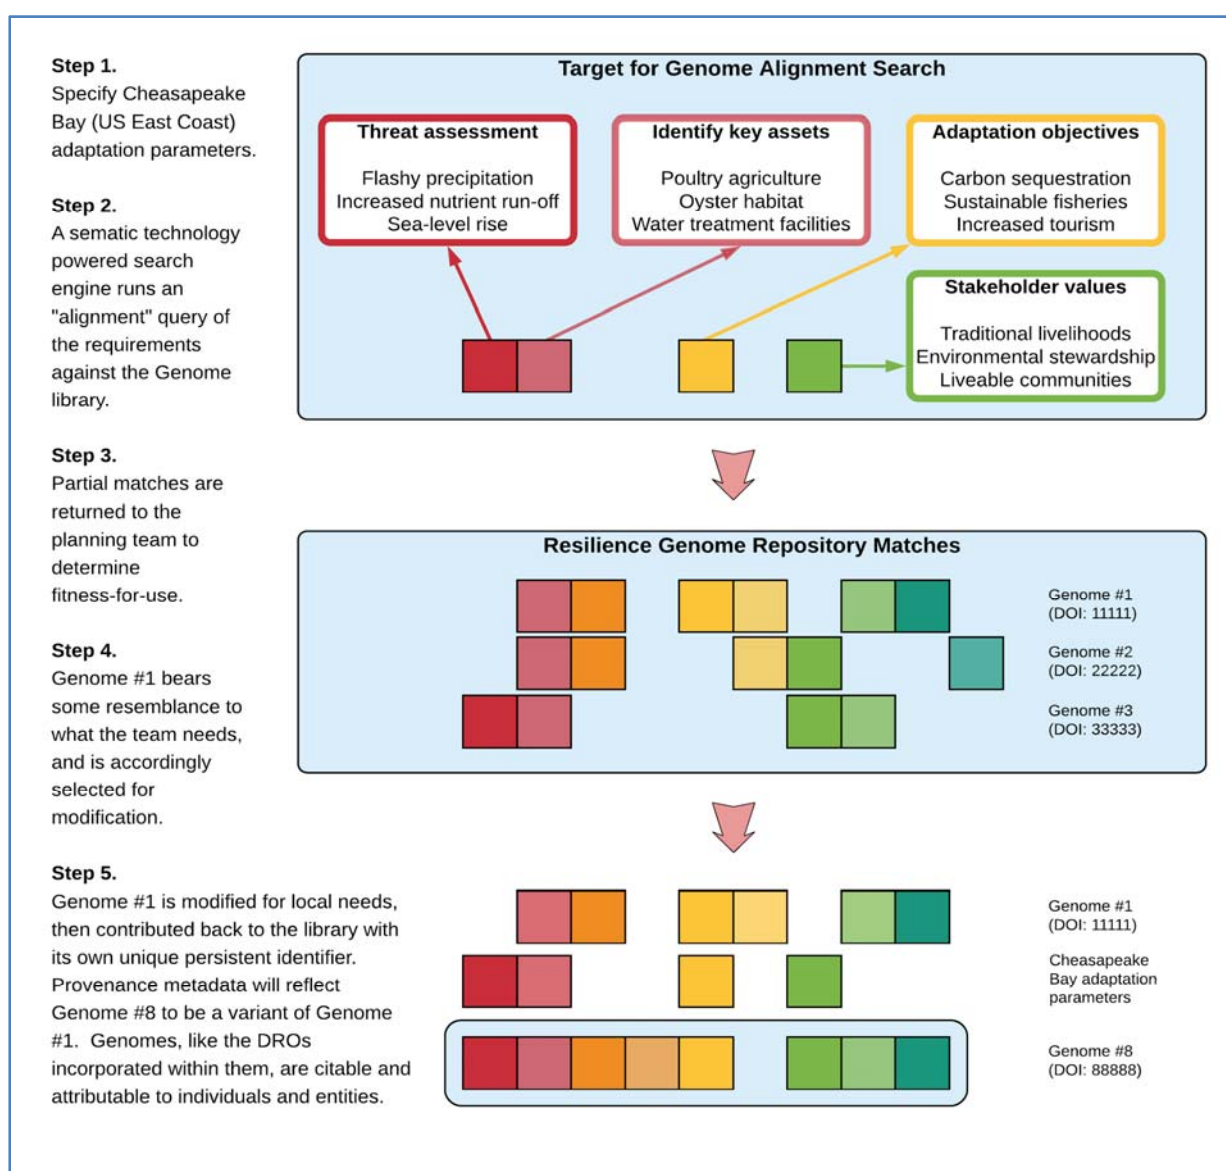 Step 1.
Specify Cheasapeake
Bay (US East Coast)
adaptation parameters.
Step 2.
A sematic technology
powered search
engine runs an
"alignment" query of
the requirements
against the Genome
library.
Step 3.
Partial matches are
returned to the
planning team to
determine
fitness-for-use.
Step 4.
Genome #1 bears
some resemblance to
what the team needs,
and is accordingly
selected for
modification.
Step 5.
Genome #1 is modified for local needs,
then contributed back to the library with
its own unique persistent identifier.
Provenance metadata will reflect
Genome #8 to be a variant of Genome
#1.  Genomes, like the DROs
incorporated within them, are citable and
attributable to individuals and entities.
Target for Genome Alignment Search
Threat assessment
Flashy precipitation
Increased nutrient run-off
Sea-level rise
Identify key assets
Poultry agriculture
Oyster habitat
Water treatment facilities
Adaptation objectives
Carbon sequestration
Sustainable fisheries
Increased tourism
Stakeholder values
Traditional livelihoods
Environmental stewardship
Liveable communities
Resilience Genome Repository Matches
Genome #1
(DOI: 11111)
Genome #2
(DOI: 22222)
Genome #3
(DOI: 33333)
Genome #1
(DOI: 11111)
Cheasapeake
Bay adaptation
parameters
Genome #8
(DOI: 88888)